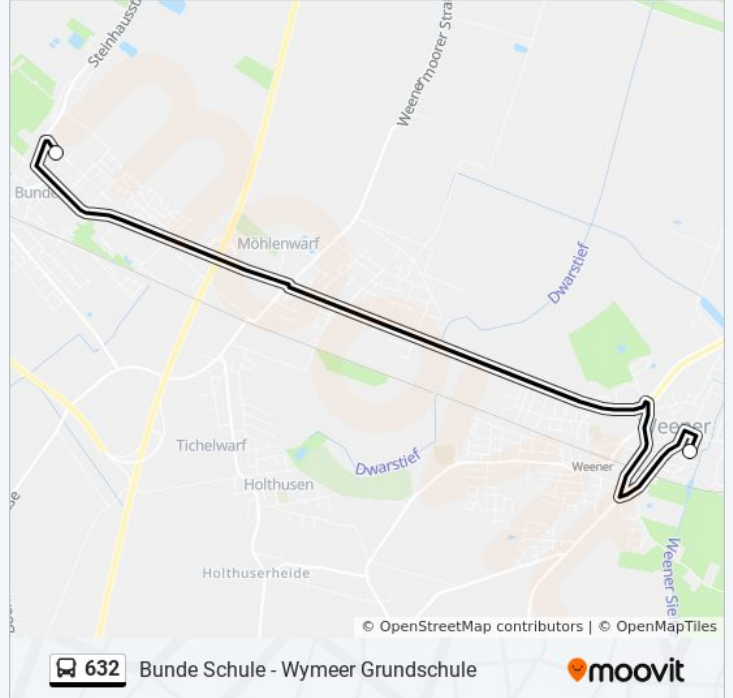 Steinhausst
Weenermoorer Stra
Bunde
Möhlenwarf
Dwarstief
Weener
Tichelwarf
Dwarstief
Weener
Holthusen
Holthuserheide
Weener Sie
© OpenStreetMap contributors | © OpenMapTiles
632 Bunde Schule - Wymeer Grundschule
moovit